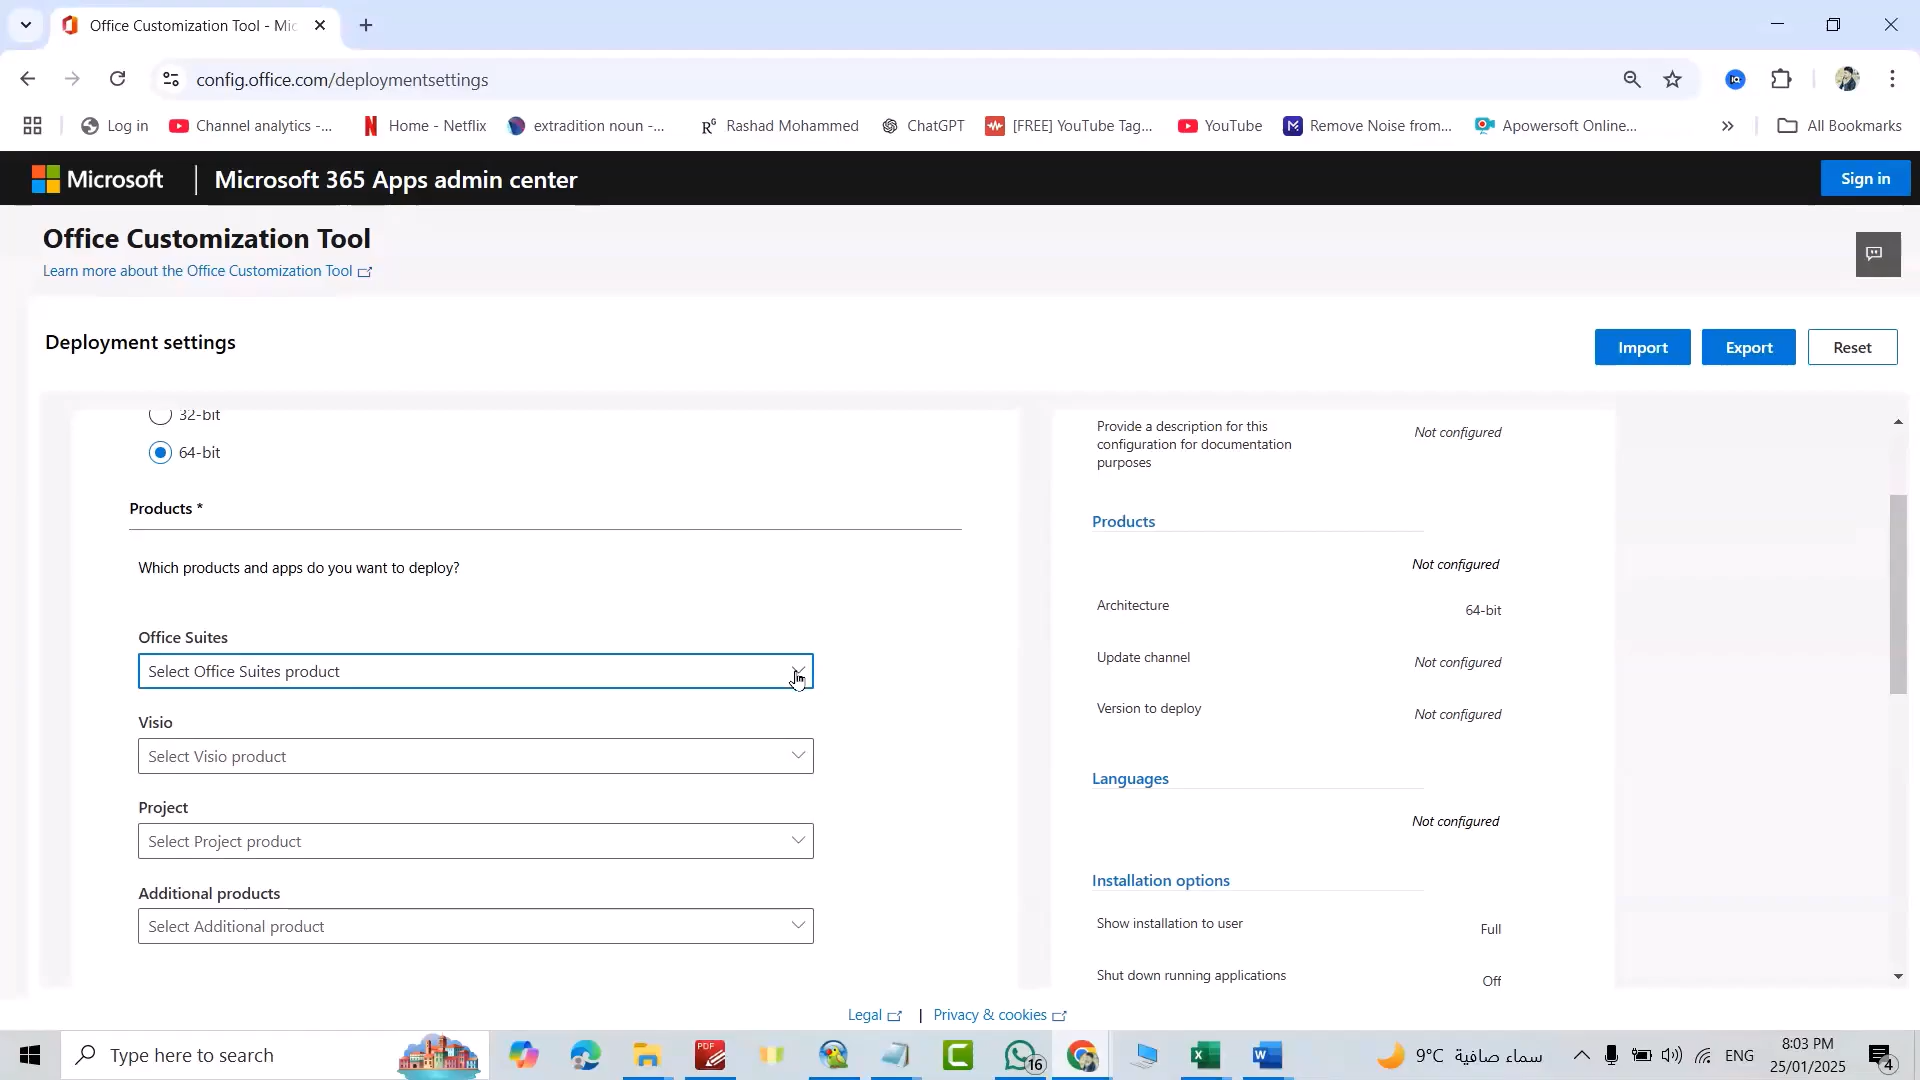 Office Customization Tool - Mic
config.office.com/deploymentsettings
Log in
Channel analytics -...
Home - Netflix
extradition noun -...
Rashad Mohammed
ChatGPT
[FREE] YouTube Tag...
YouTube
Remove Noise from...
Apowersoft Online...
All Bookmarks
Microsoft
Microsoft 365 Apps admin center
Sign in
Office Customization Tool
Learn more about the Office Customization Tool
Deployment settings
Import
Export
Reset
32-bit
64-bit
Products *
Which products and apps do you want to deploy?
Office Suites
Select Office Suites product
Visio
Select Visio product
Project
Select Project product
Additional products
Select Additional product
Provide a description for this
configuration for documentation
purposes
Not configured
Products
Not configured
Architecture
64-bit
Update channel
Not configured
Version to deploy
Not configured
Languages
Not configured
Installation options
Show installation to user
Full
Shut down running applications
Off
Legal
|
Privacy & cookies
Type here to search
PDF
16
9°C سماء صافية
ENG
8:03 PM
25/01/2025
4